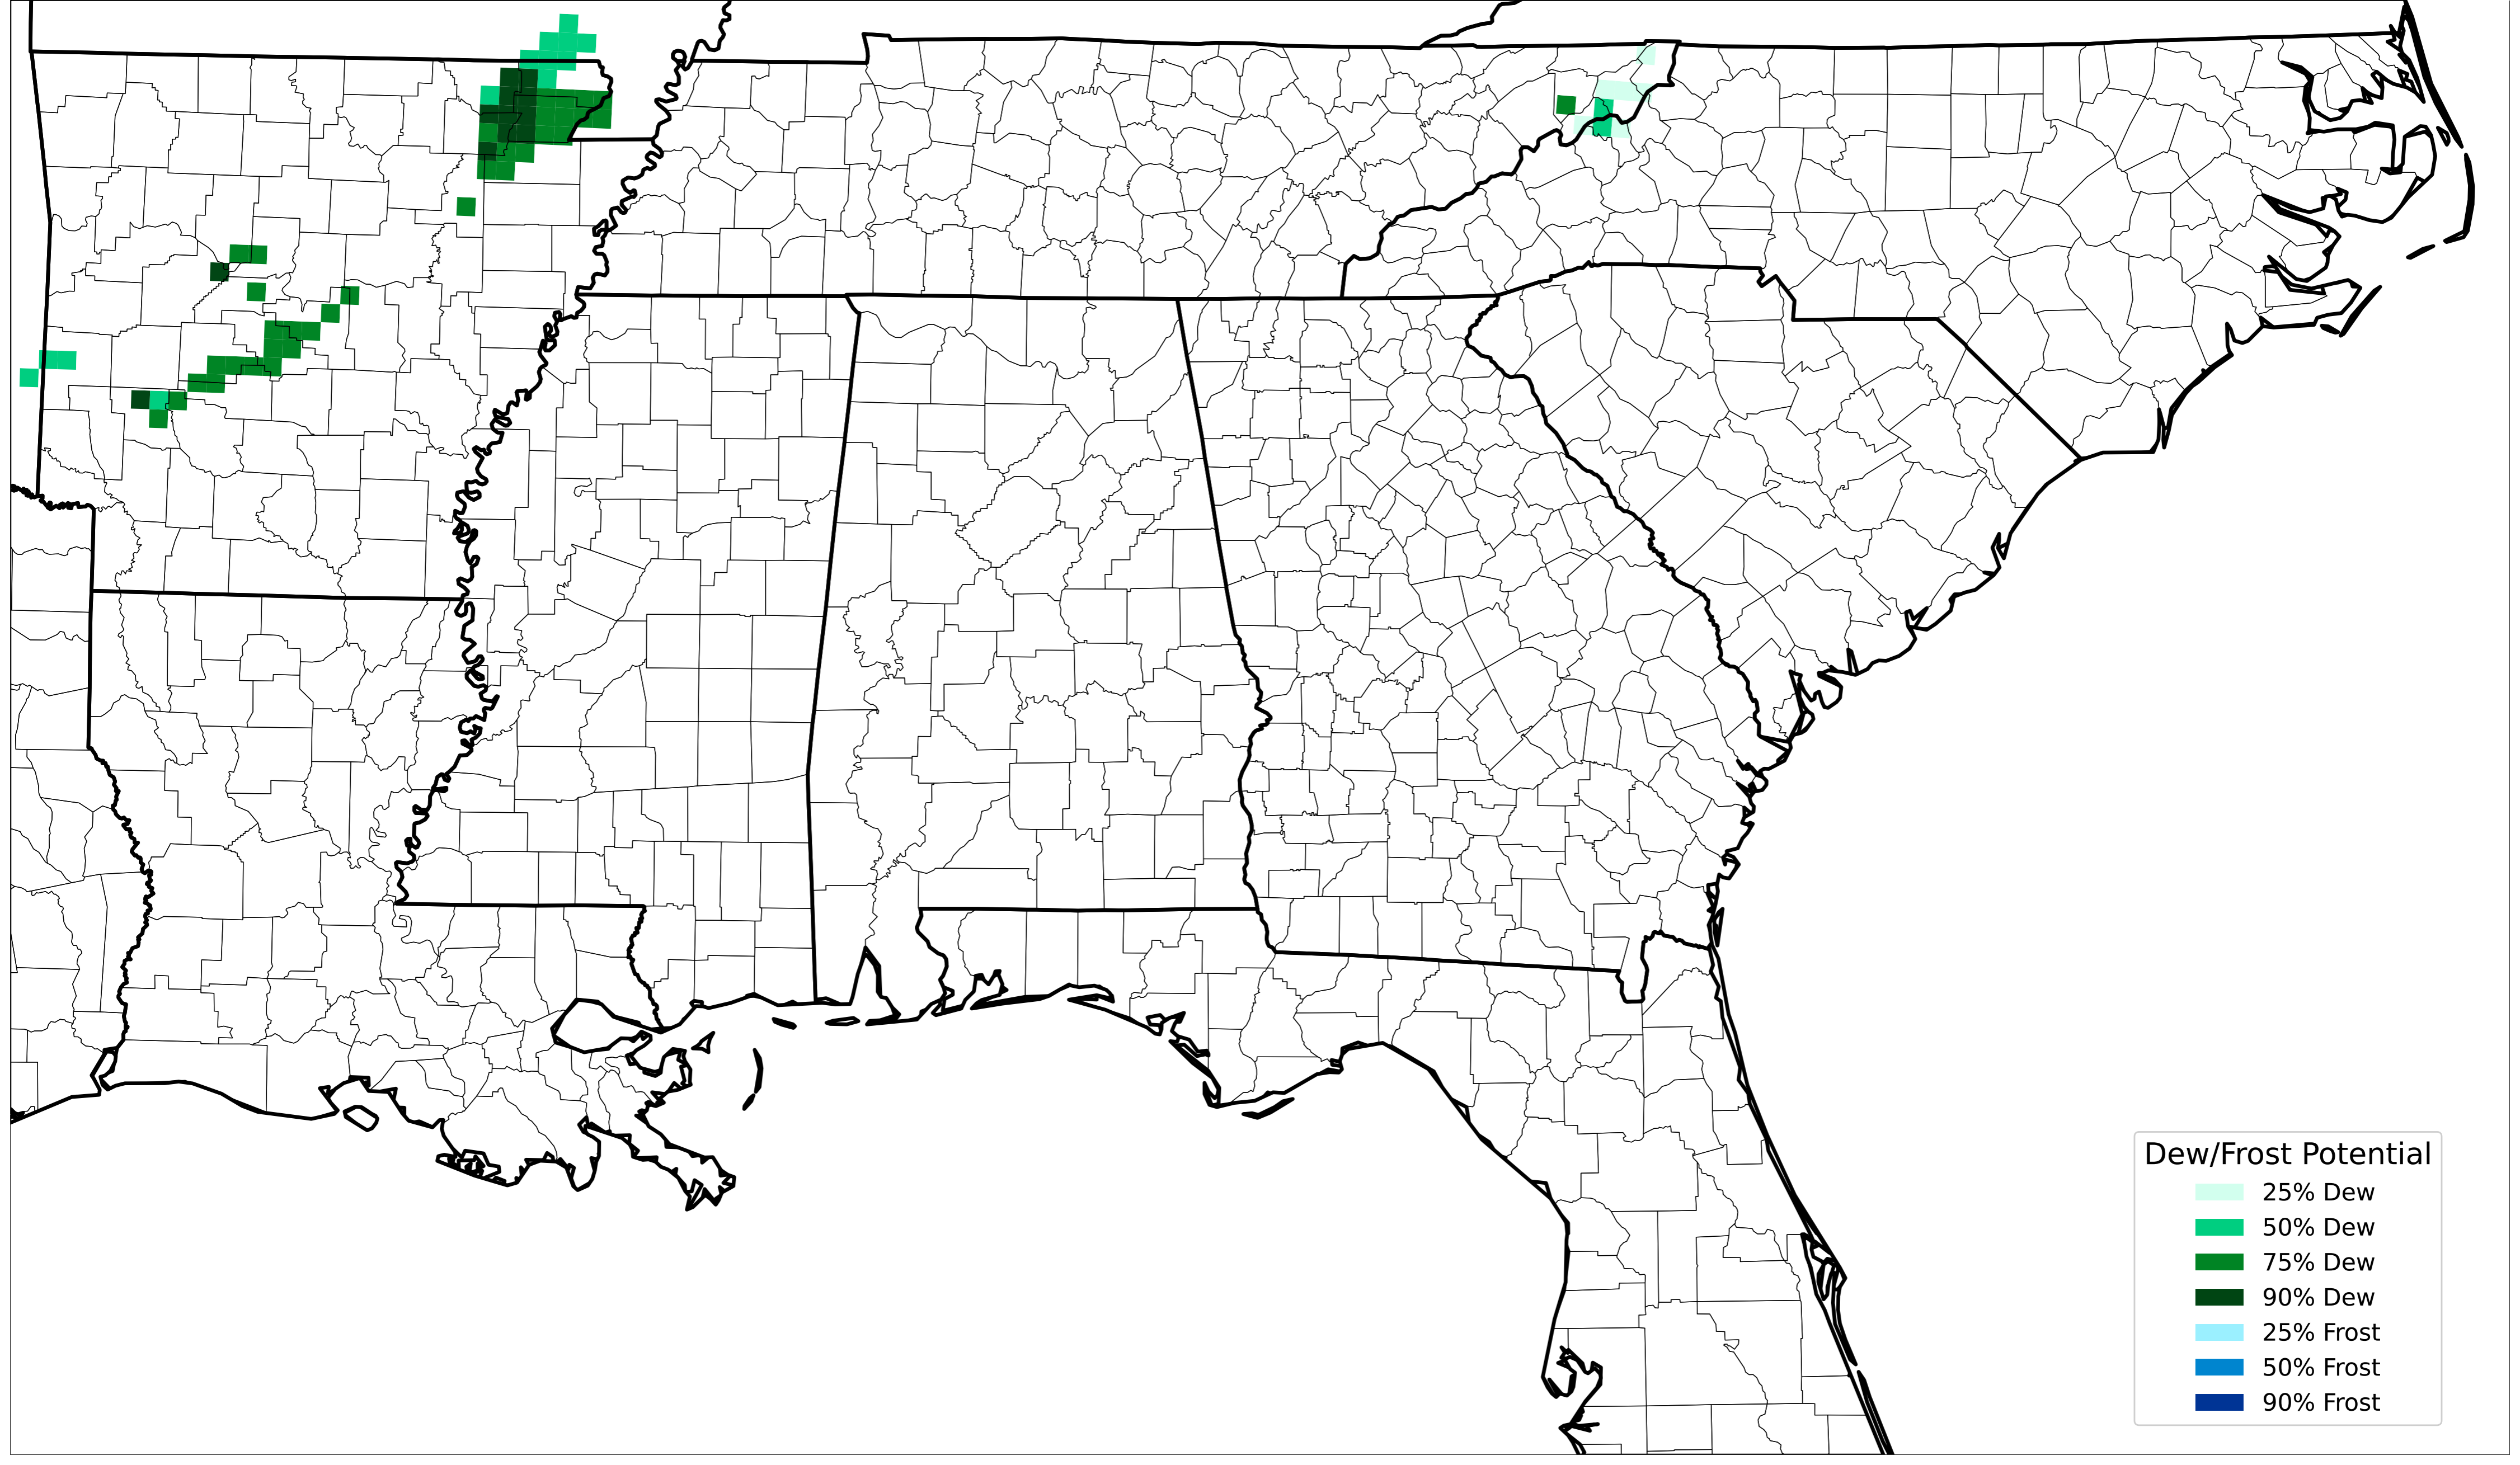 Dew/Frost Potential
25% Dew
50% Dew
75% Dew
90% Dew
25% Frost
50% Frost
90% Frost